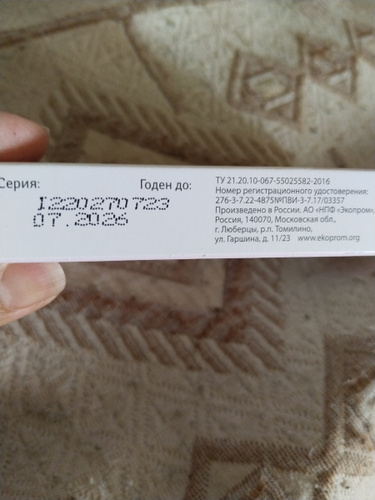 Серия:
Годен до:
I220270723
07.2026
ТУ 21.20.10-067-55025582-2016
Номер регистрационного удостоверения:
276-3-7.22-4875№ПВИ-3-7.17/03357
Произведено в России. АО «НПФ «Экопром»,
Россия, 140070, Московская обл.,
г. Люберцы, р.п. Томилино,
ул. Гаршина, д. 11/23 www.ekoprom.org